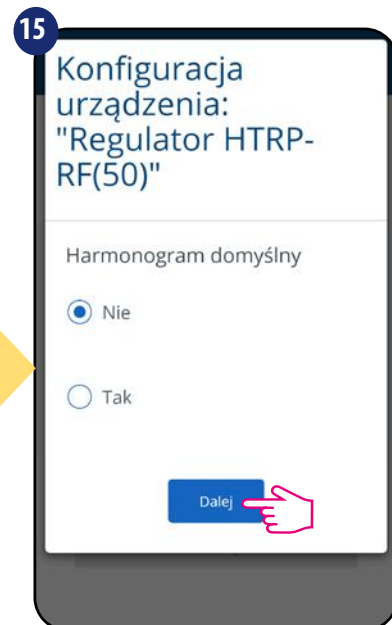 15
Konfiguracja
urządzenia:
"Regulator HTRP-
RF(50)"
Harmonogram domyślny
Nie
Tak
Dalej